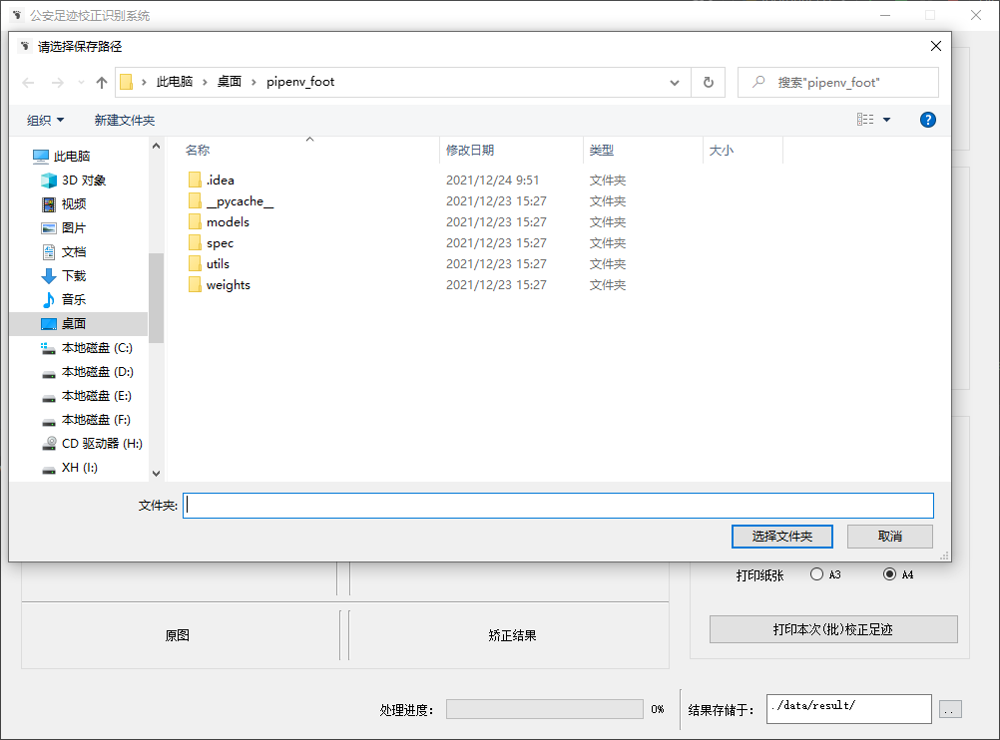 公安足迹校正识别系统
请选择保存路径
此电脑 › 桌面 › pipenv_foot
搜索"pipenv_foot"
组织 新建文件夹
名称 修改日期 类型 大小
.idea 2021/12/24 9:51 文件夹
__pycache__ 2021/12/23 15:27 文件夹
models 2021/12/23 15:27 文件夹
spec 2021/12/23 15:27 文件夹
utils 2021/12/23 15:27 文件夹
weights 2021/12/23 15:27 文件夹
此电脑
3D 对象
视频
图片
文档
下载
音乐
桌面
本地磁盘 (C:)
本地磁盘 (D:)
本地磁盘 (E:)
本地磁盘 (F:)
CD 驱动器 (H:)
XH (I:)
文件夹:
选择文件夹 取消
打印纸张 A3 A4
原图 矫正结果
打印本次(批)校正足迹
处理进度: 0% 结果存储于: ./data/result/ ..